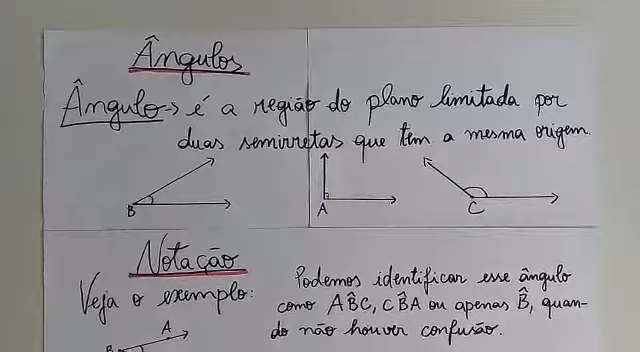 Ângulos
Ângulo → é a região do plano limitada por
duas semirretas que têm a mesma origem.
B A C
Notação
Veja o exemplo:
Podemos identificar esse ângulo
como AB̂C, CB̂A ou apenas B̂, quan-
do não houver confusão.
A
B